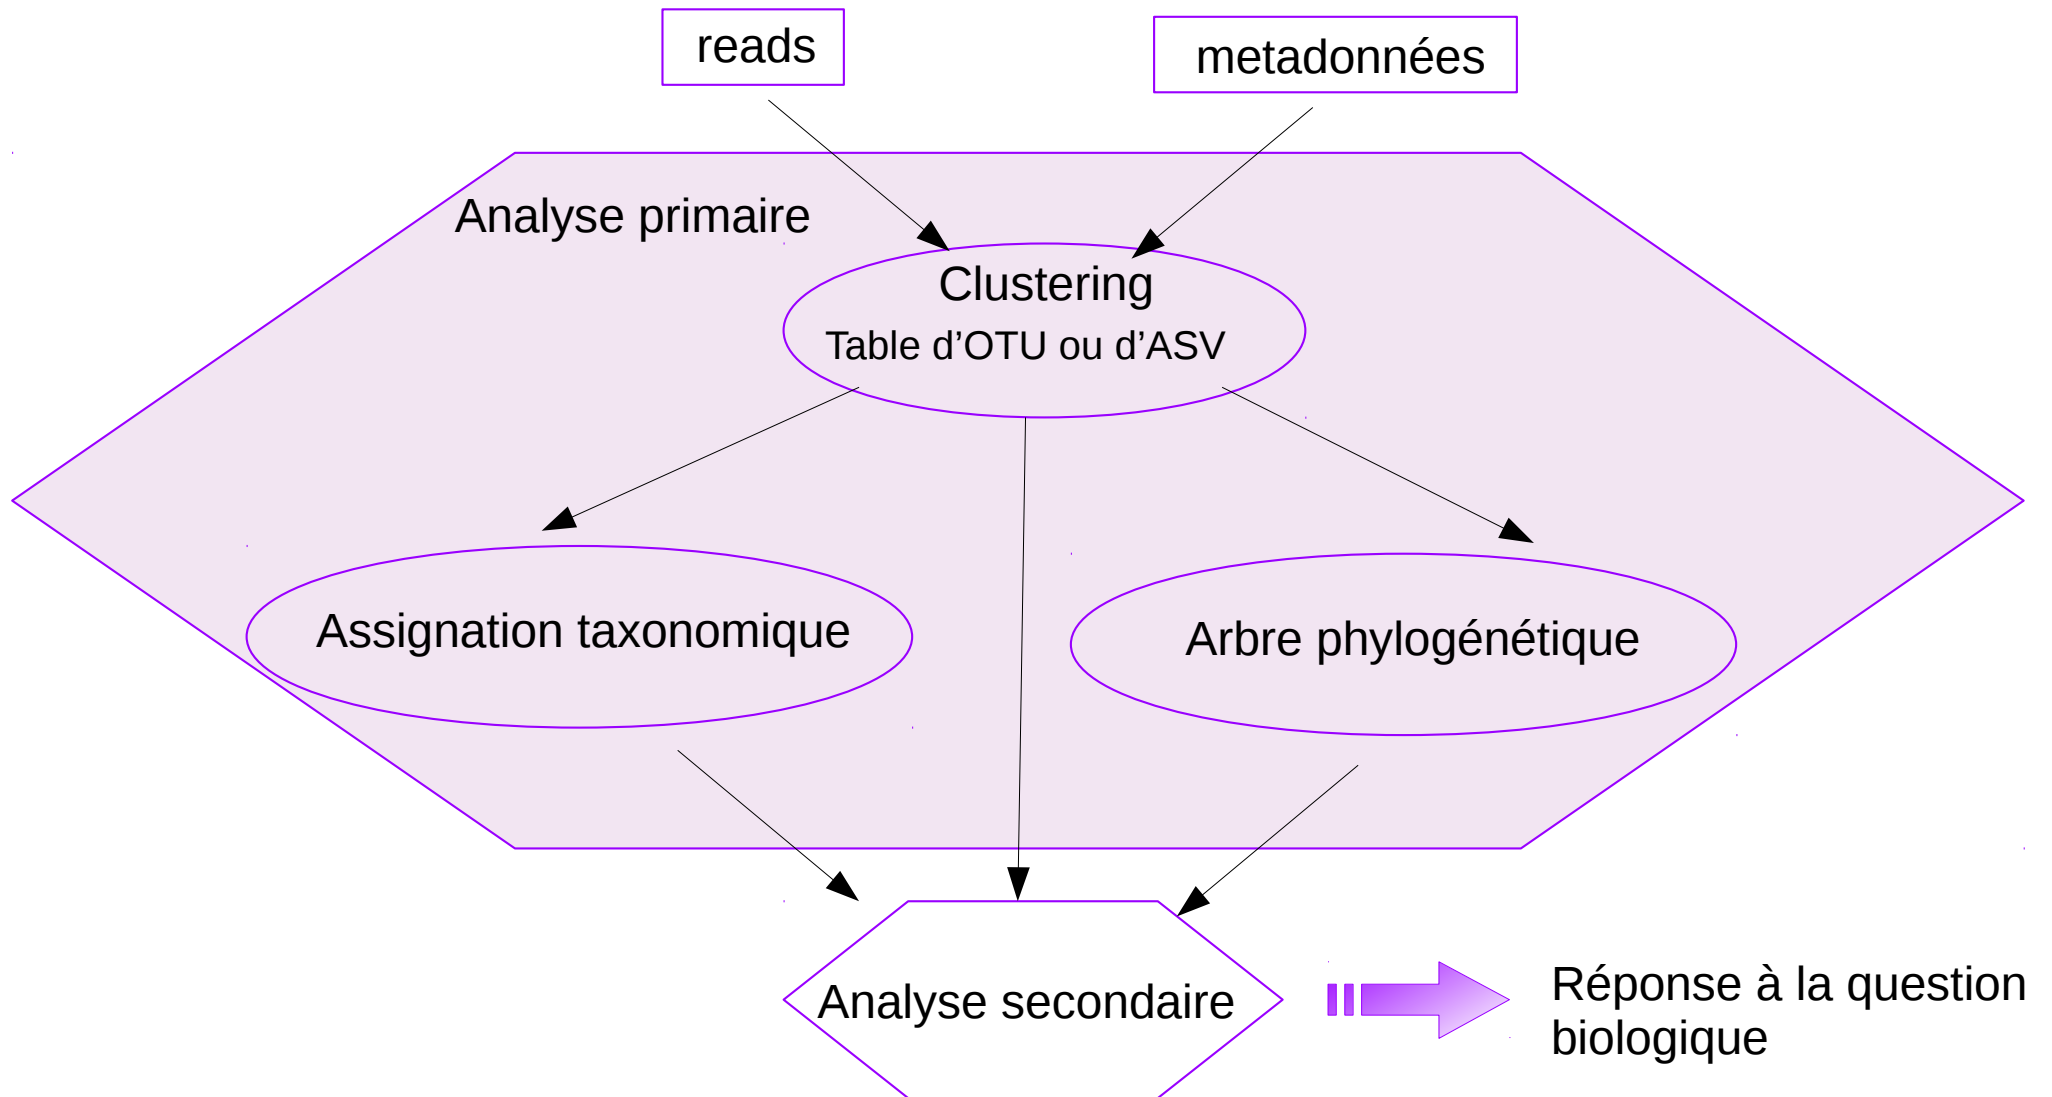 reads
metadonnées
Analyse primaire
Clustering
Table d’OTU ou d’ASV
Assignation taxonomique
Arbre phylogénétique
Analyse secondaire
Réponse à la question
biologique